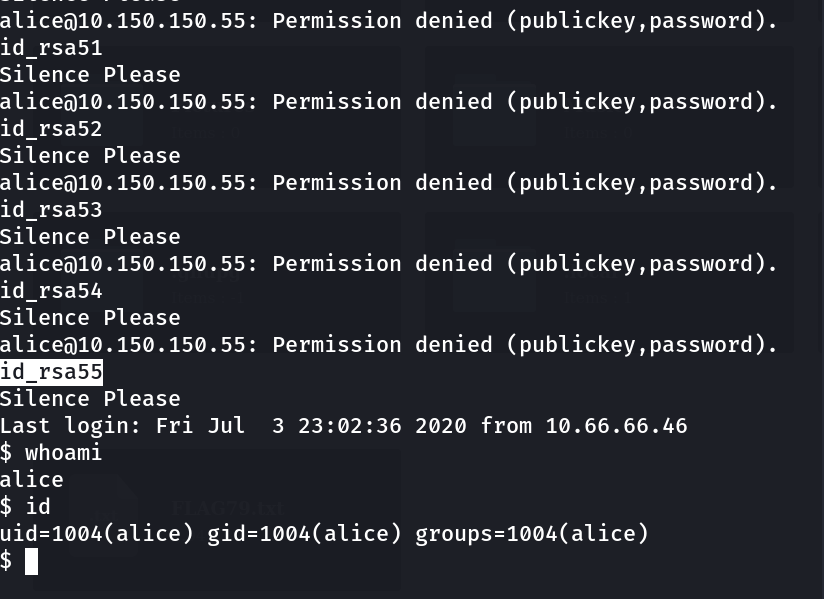 alice@10.150.150.55: Permission denied (publickey,password).
id_rsa51
Silence Please
alice@10.150.150.55: Permission denied (publickey,password).
id_rsa52
Silence Please
alice@10.150.150.55: Permission denied (publickey,password).
id_rsa53
Silence Please
alice@10.150.150.55: Permission denied (publickey,password).
id_rsa54
Silence Please
alice@10.150.150.55: Permission denied (publickey,password).
id_rsa55
Silence Please
Last login: Fri Jul  3 23:02:36 2020 from 10.66.66.46
$ whoami
alice
$ id
uid=1004(alice) gid=1004(alice) groups=1004(alice)
$